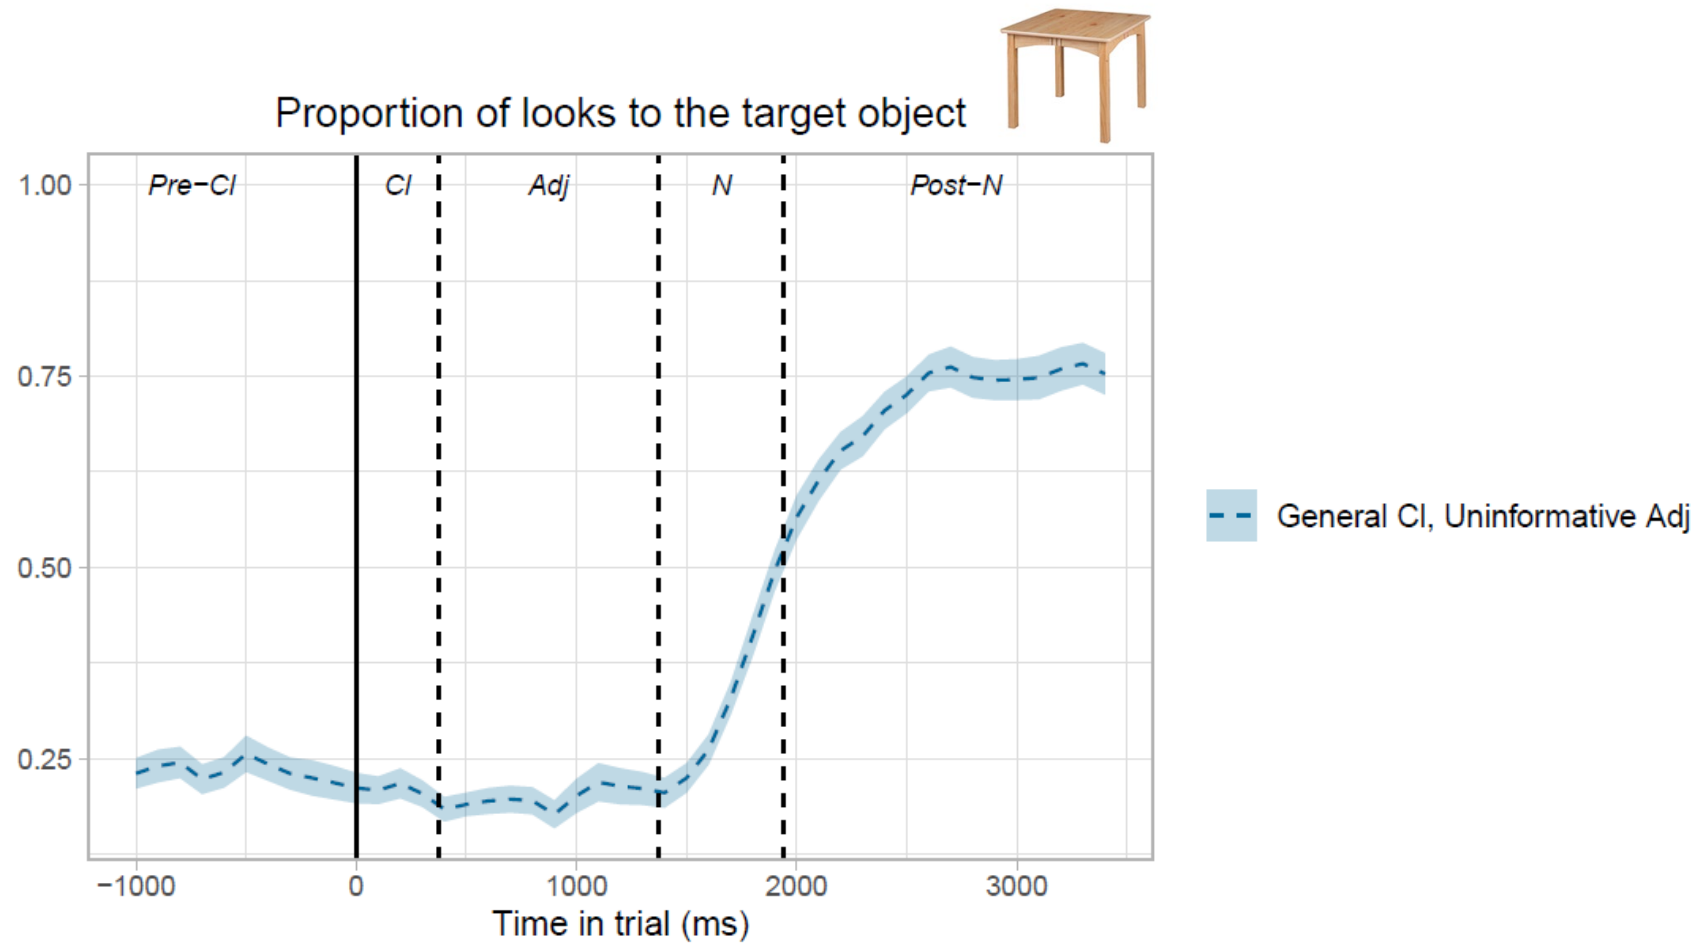 Proportion of looks to the target object
Pre−Cl Cl Adj N Post−N
1.00
0.75
0.50
0.25
−1000 0 1000 2000 3000
Time in trial (ms)
General Cl, Uninformative Adj